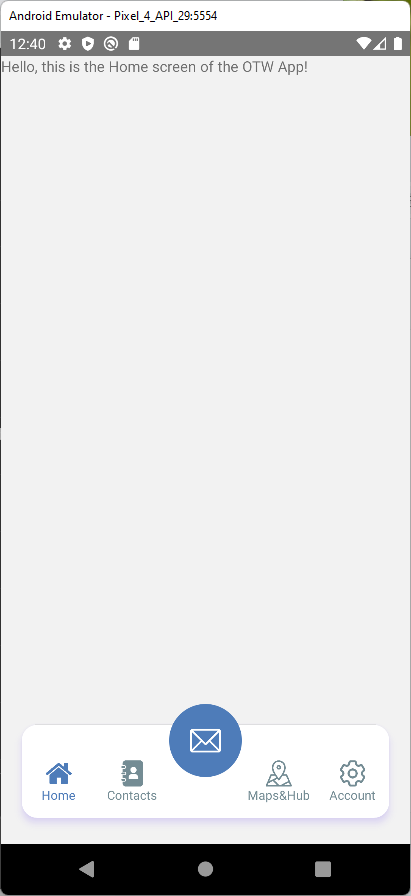 Android Emulator - Pixel_4_API_29:5554
12:40
Hello, this is the Home screen of the OTW App!
Home Contacts Maps&Hub Account